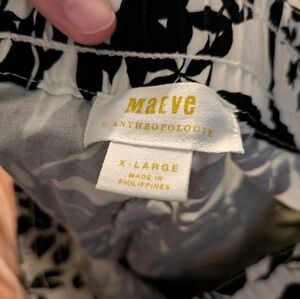 MaEve
BY ANTHROPOLOGIE
X-LARGE
MADE IN
PHILIPPINES